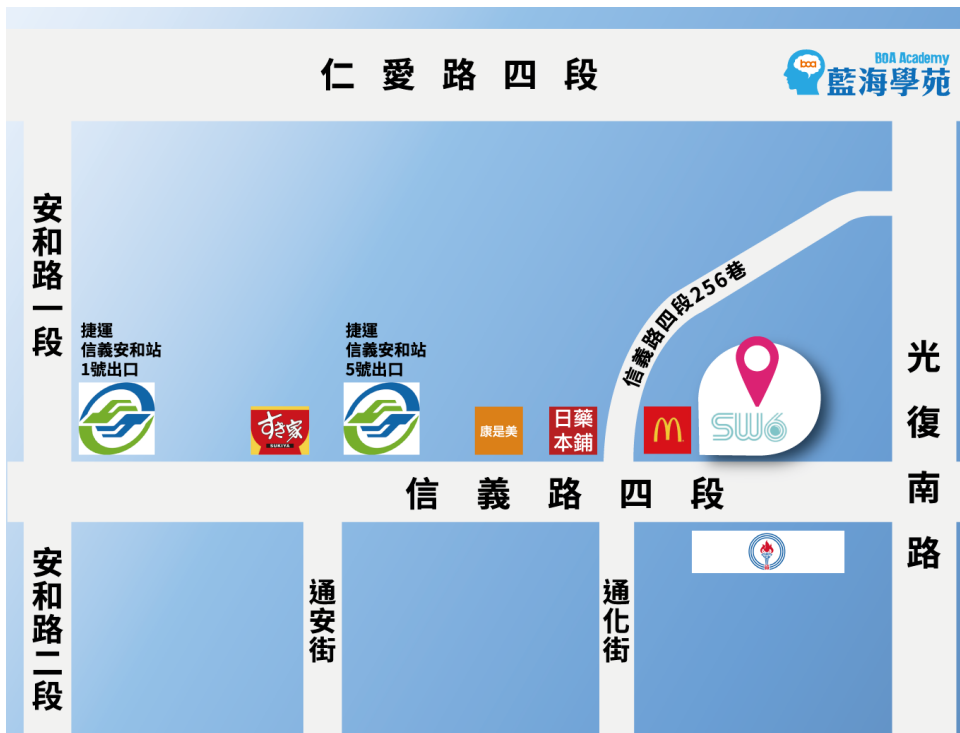 仁愛路四段
boa
BOA Academy
藍海學苑
安和路一段
信義路四段256巷
捷運
信義安和站
1號出口
捷運
信義安和站
5號出口
光復南路
すき家
SUKIYA
康是美
日藥
本舖
M
SW6
信義路四段
安和路二段
通安街
通化街